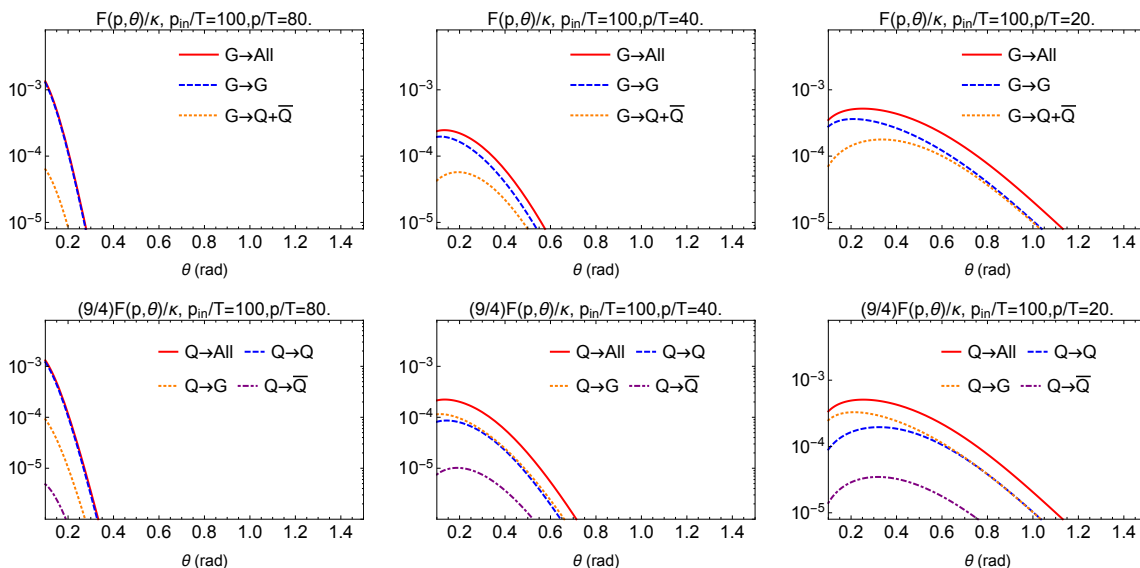 F(p,θ)/κ, p_in/T=100,p/T=80.
G→All
G→G
G→Q+Q̅
10⁻³
10⁻⁴
10⁻⁵
0.2 0.4 0.6 0.8 1.0 1.2 1.4
θ (rad)
F(p,θ)/κ, p_in/T=100,p/T=40.
G→All
G→G
G→Q+Q̅
10⁻³
10⁻⁴
10⁻⁵
0.2 0.4 0.6 0.8 1.0 1.2 1.4
θ (rad)
F(p,θ)/κ, p_in/T=100,p/T=20.
G→All
G→G
G→Q+Q̅
10⁻³
10⁻⁴
10⁻⁵
0.2 0.4 0.6 0.8 1.0 1.2 1.4
θ (rad)
(9/4)F(p,θ)/κ, p_in/T=100,p/T=80.
Q→All Q→Q
Q→G Q→Q̅
10⁻³
10⁻⁴
10⁻⁵
0.2 0.4 0.6 0.8 1.0 1.2 1.4
θ (rad)
(9/4)F(p,θ)/κ, p_in/T=100,p/T=40.
Q→All Q→Q
Q→G Q→Q̅
10⁻³
10⁻⁴
10⁻⁵
0.2 0.4 0.6 0.8 1.0 1.2 1.4
θ (rad)
(9/4)F(p,θ)/κ, p_in/T=100,p/T=20.
Q→All Q→Q
Q→G Q→Q̅
10⁻³
10⁻⁴
10⁻⁵
0.2 0.4 0.6 0.8 1.0 1.2 1.4
θ (rad)